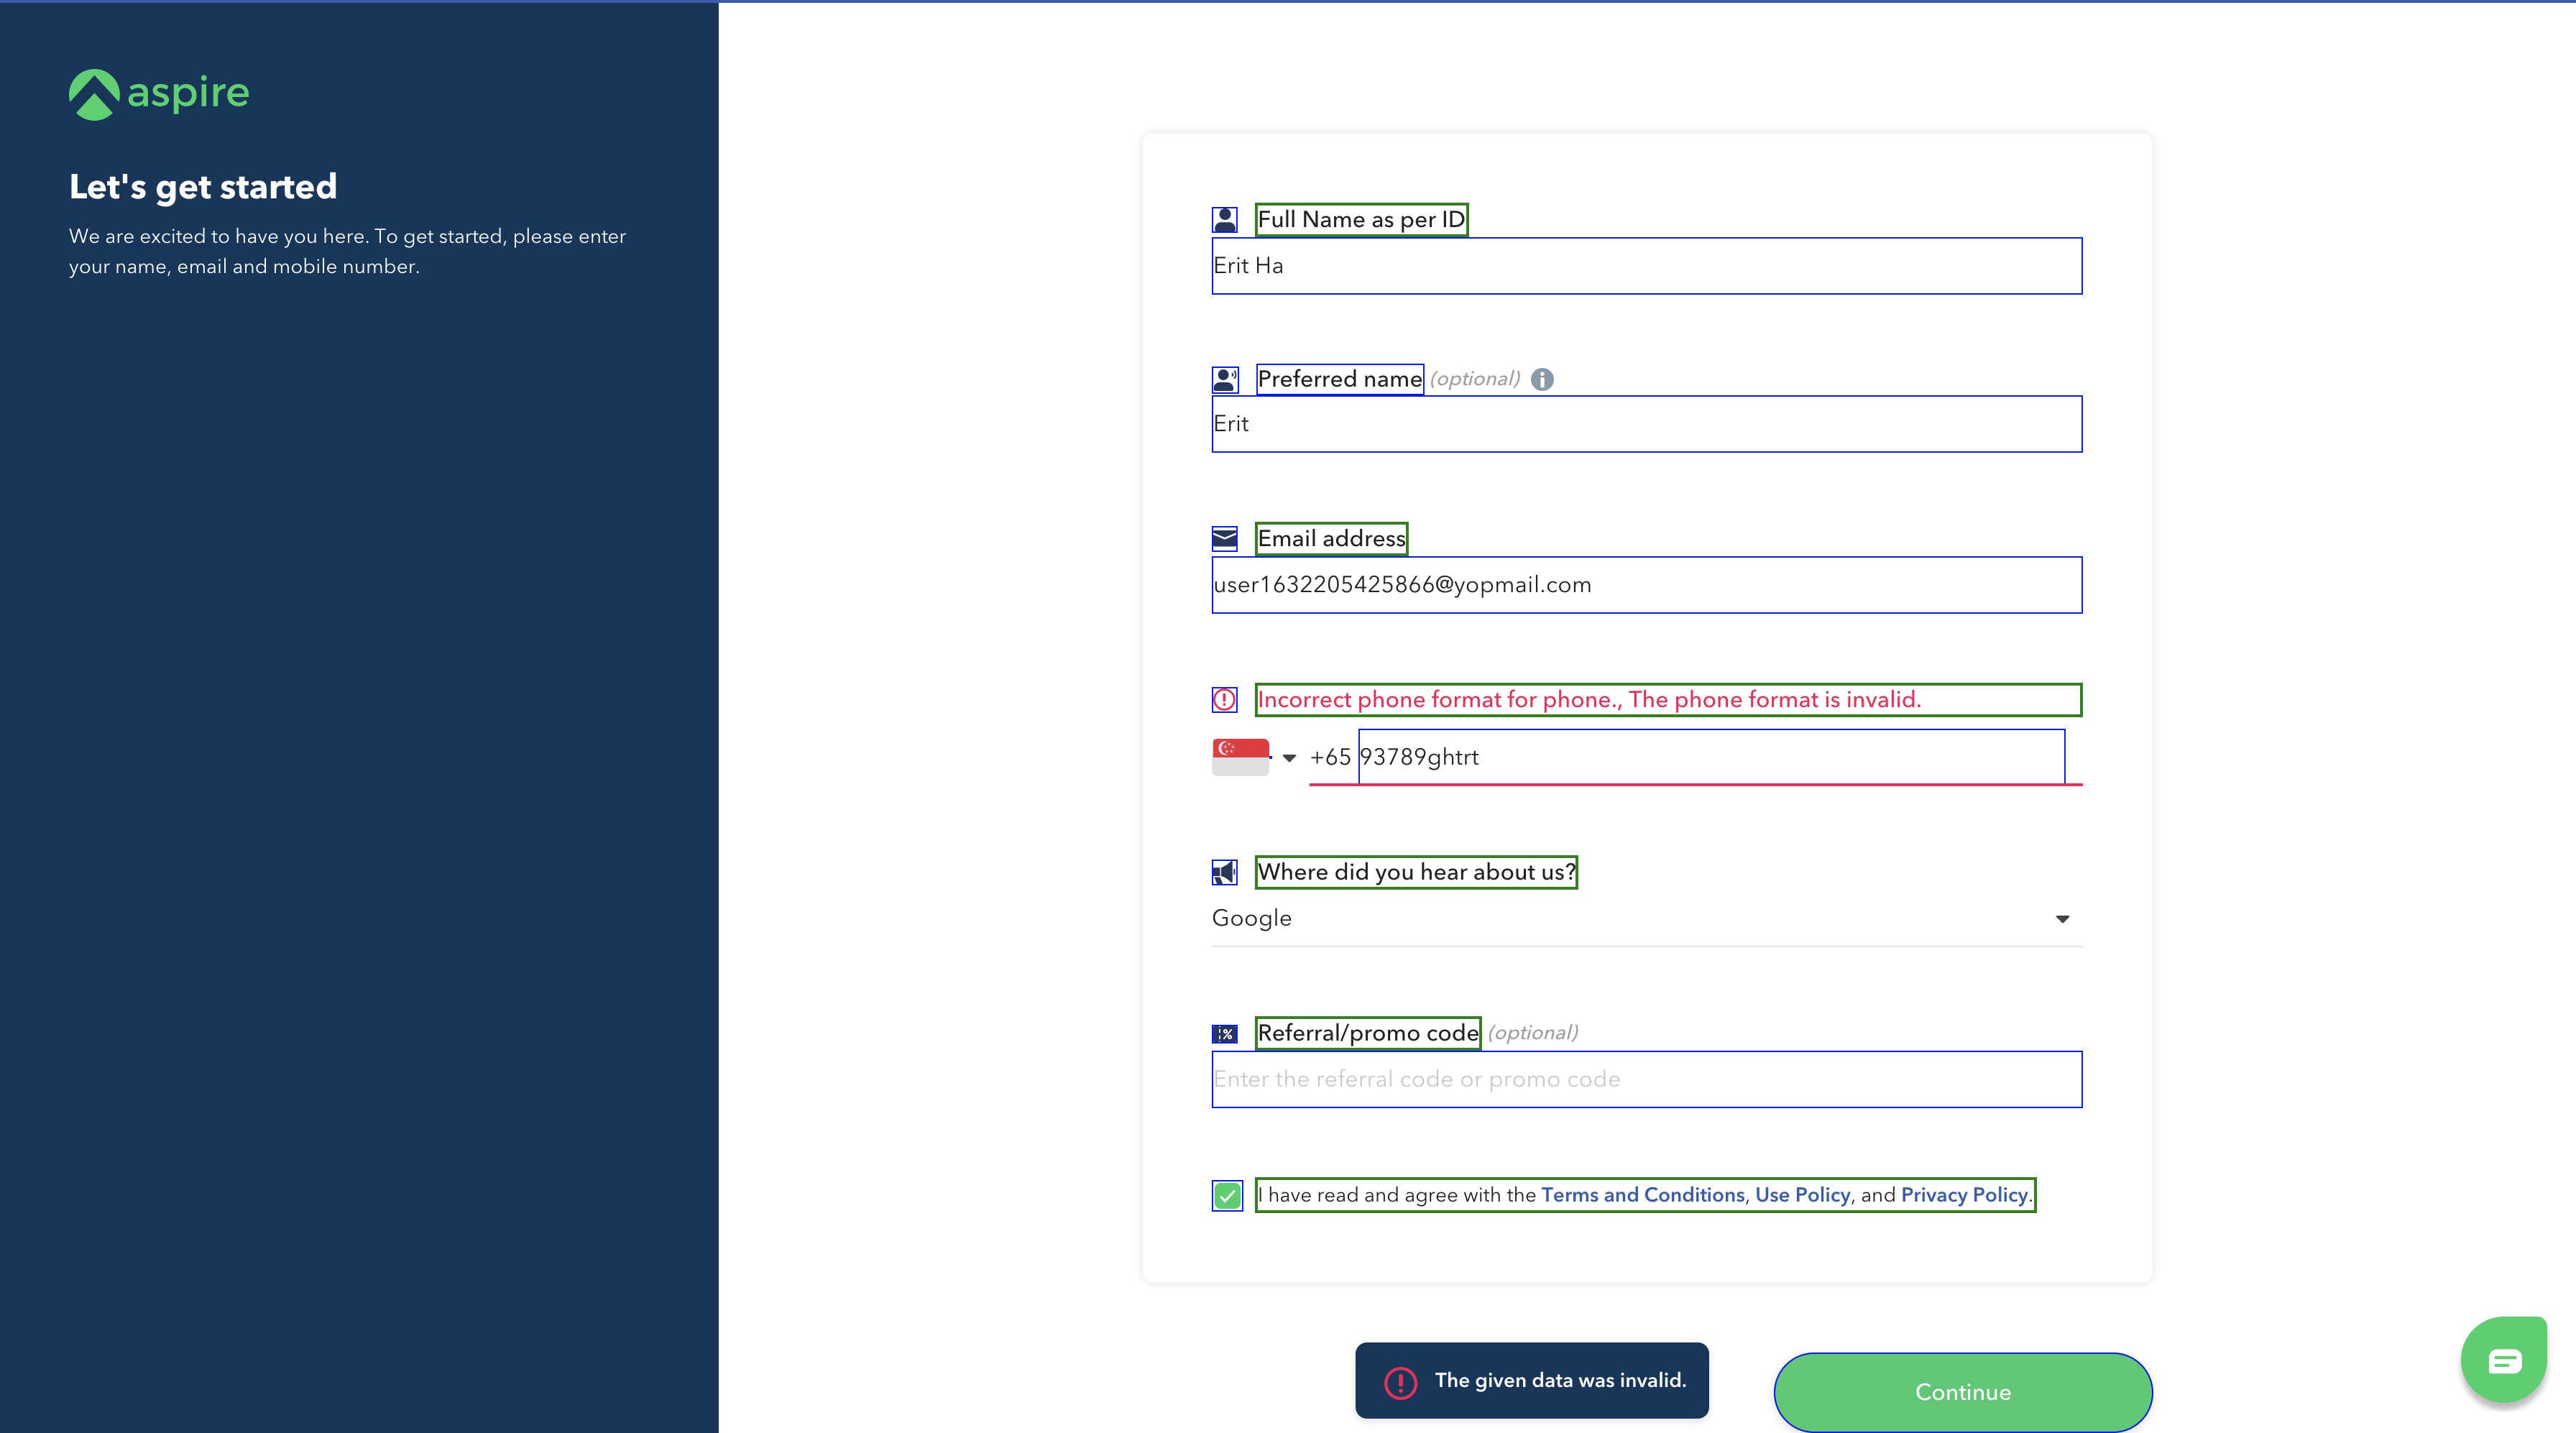 aspire
Let's get started
We are excited to have you here. To get started, please enter
your name, email and mobile number.
Full Name as per ID
Erit Ha
Preferred name (optional)
Erit
Email address
user1632205425866@yopmail.com
Incorrect phone format for phone., The phone format is invalid.
+65 93789ghtrt
Where did you hear about us?
Google
Referral/promo code (optional)
Enter the referral code or promo code
I have read and agree with the Terms and Conditions, Use Policy, and Privacy Policy.
The given data was invalid.
Continue